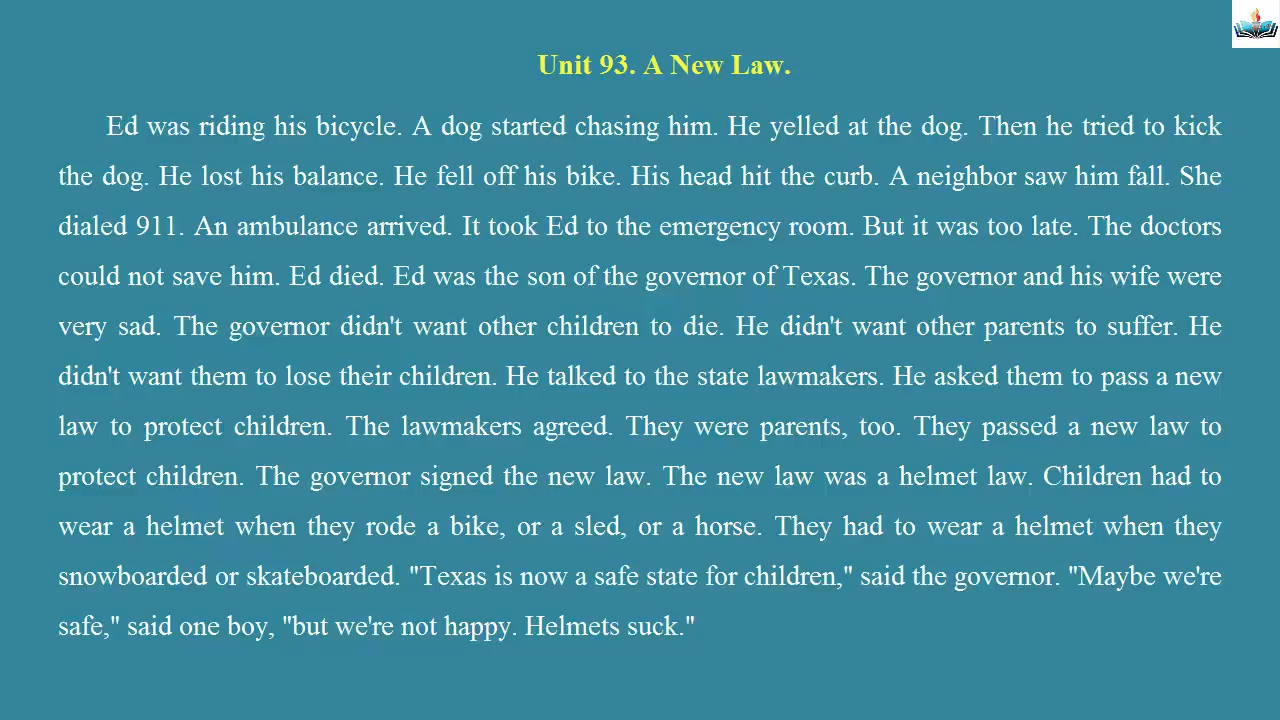 Unit 93. A New Law.
Ed was riding his bicycle. A dog started chasing him. He yelled at the dog. Then he tried to kick
the dog. He lost his balance. He fell off his bike. His head hit the curb. A neighbor saw him fall. She
dialed 911. An ambulance arrived. It took Ed to the emergency room. But it was too late. The doctors
could not save him. Ed died. Ed was the son of the governor of Texas. The governor and his wife were
very sad. The governor didn't want other children to die. He didn't want other parents to suffer. He
didn't want them to lose their children. He talked to the state lawmakers. He asked them to pass a new
law to protect children. The lawmakers agreed. They were parents, too. They passed a new law to
protect children. The governor signed the new law. The new law was a helmet law. Children had to
wear a helmet when they rode a bike, or a sled, or a horse. They had to wear a helmet when they
snowboarded or skateboarded. "Texas is now a safe state for children," said the governor. "Maybe we're
safe," said one boy, "but we're not happy. Helmets suck."